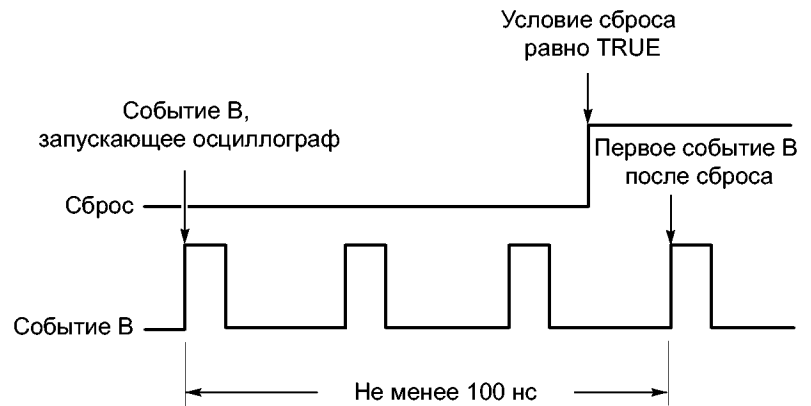 Условие сброса
равно TRUE
Событие В,
запускающее осциллограф
Первое событие В
после сброса
Сброс
Событие В
Не менее 100 нс